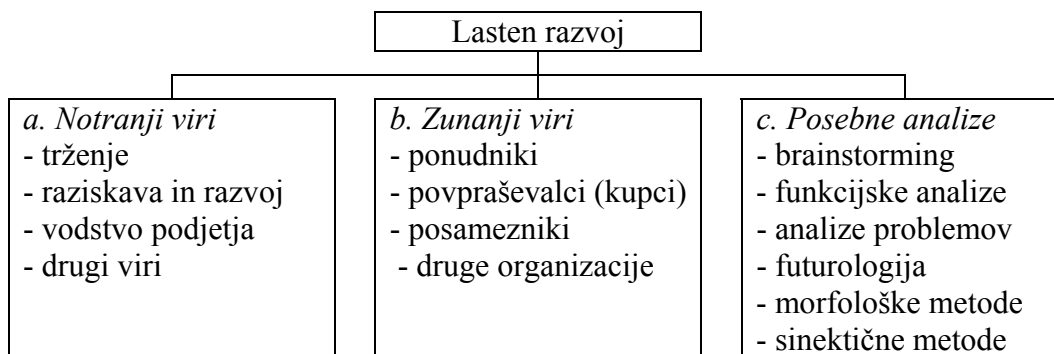 Lasten razvoj
a. Notranji viri
- trženje
- raziskava in razvoj
- vodstvo podjetja
- drugi viri
b. Zunanji viri
- ponudniki
- povpraševalci (kupci)
- posamezniki
- druge organizacije
c. Posebne analize
- brainstorming
- funkcijske analize
- analize problemov
- futurologija
- morfološke metode
- sinektične metode